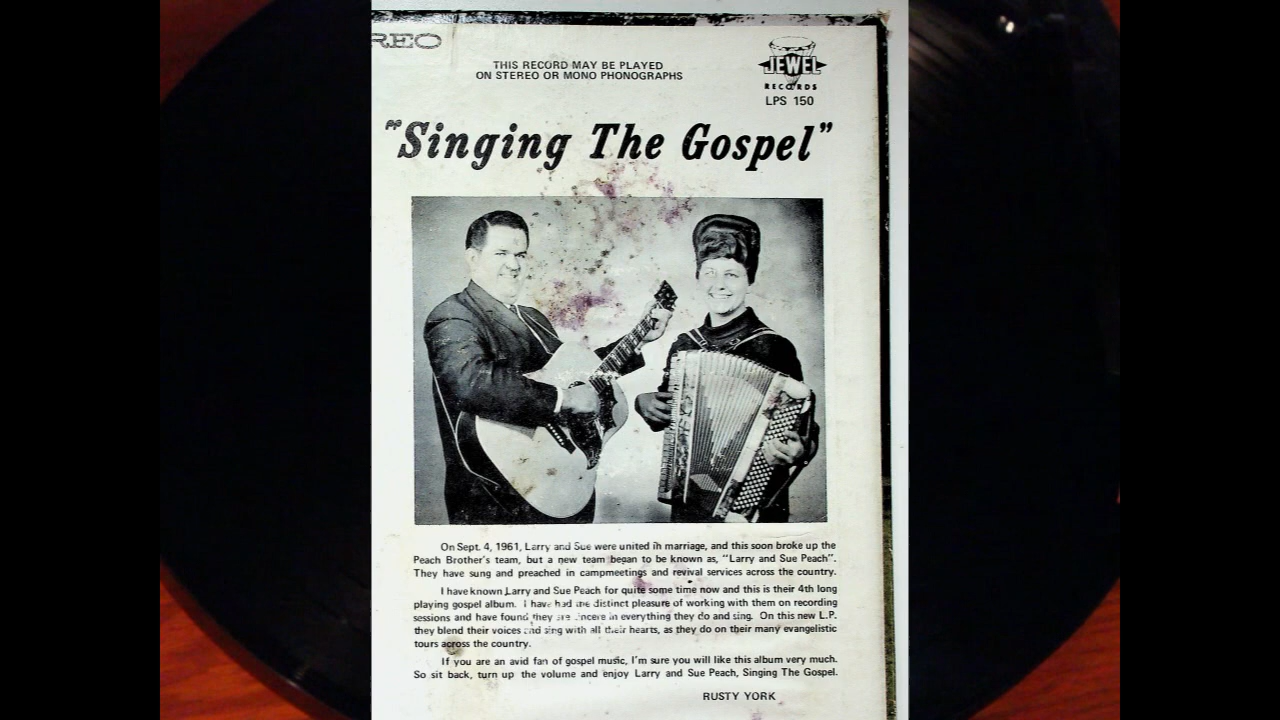 REO
THIS RECORD MAY BE PLAYED
ON STEREO OR MONO PHONOGRAPHS
JEWEL
RECORDS
LPS 150
"Singing The Gospel"
On Sept. 4, 1961, Larry and Sue were united in marriage, and this soon broke up the
Peach Brother's team, but a new team began to be known as, "Larry and Sue Peach".
They have sung and preached in campmeetings and revival services across the country.
I have known Larry and Sue Peach for quite some time now and this is their 4th long
playing gospel album. I have had the distinct pleasure of working with them on recording
sessions and have found they are sincere in everything they do and sing. On this new L.P.
they blend their voices and sing with all their hearts, as they do on their many evangelistic
tours across the country.
If you are an avid fan of gospel music, I'm sure you will like this album very much.
So sit back, turn up the volume and enjoy Larry and Sue Peach, Singing The Gospel.
RUSTY YORK